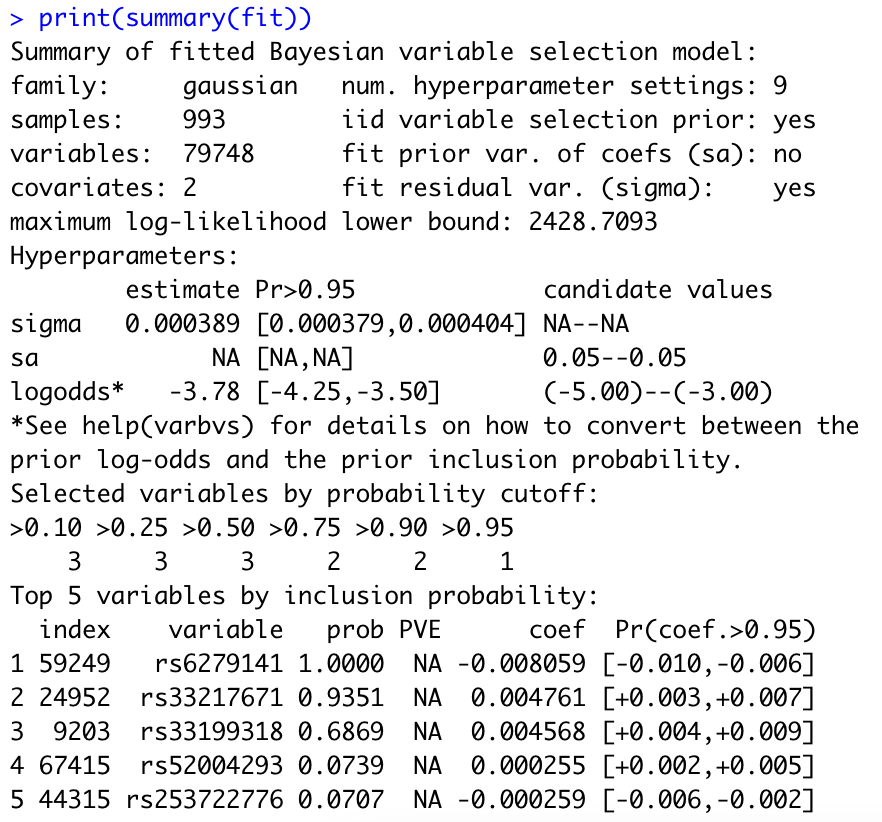 > print(summary(fit))
Summary of fitted Bayesian variable selection model:
family:     gaussian   num. hyperparameter settings: 9
samples:    993        iid variable selection prior: yes
variables:  79748      fit prior var. of coefs (sa): no
covariates: 2          fit residual var. (sigma):    yes
maximum log-likelihood lower bound: 2428.7093
Hyperparameters:
        estimate Pr>0.95             candidate values
sigma   0.000389 [0.000379,0.000404] NA--NA
sa            NA [NA,NA]             0.05--0.05
logodds*   -3.78 [-4.25,-3.50]       (-5.00)--(-3.00)
*See help(varbvs) for details on how to convert between the
prior log-odds and the prior inclusion probability.
Selected variables by probability cutoff:
>0.10 >0.25 >0.50 >0.75 >0.90 >0.95
    3     3     3     2     2     1
Top 5 variables by inclusion probability:
  index    variable   prob PVE      coef  Pr(coef.>0.95)
1 59249   rs6279141 1.0000  NA -0.008059 [-0.010,-0.006]
2 24952  rs33217671 0.9351  NA  0.004761 [+0.003,+0.007]
3  9203  rs33199318 0.6869  NA  0.004568 [+0.004,+0.009]
4 67415  rs52004293 0.0739  NA  0.000255 [+0.002,+0.005]
5 44315 rs253722776 0.0707  NA -0.000259 [-0.006,-0.002]